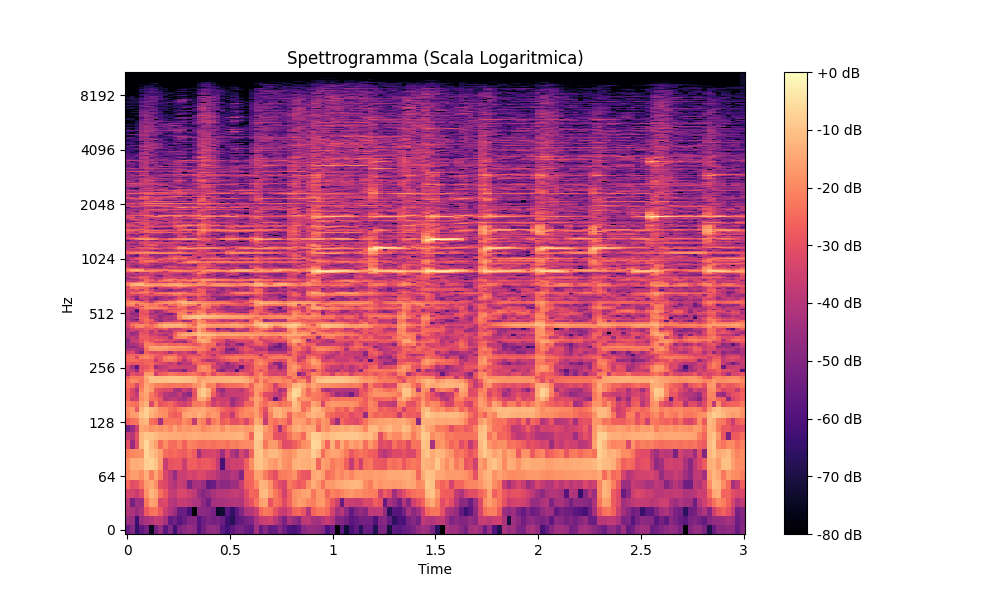 Spettrogramma (Scala Logaritmica)
Hz
8192
4096
2048
1024
512
256
128
64
0
0
0.5
1
1.5
2
2.5
3
Time
+0 dB
-10 dB
-20 dB
-30 dB
-40 dB
-50 dB
-60 dB
-70 dB
-80 dB